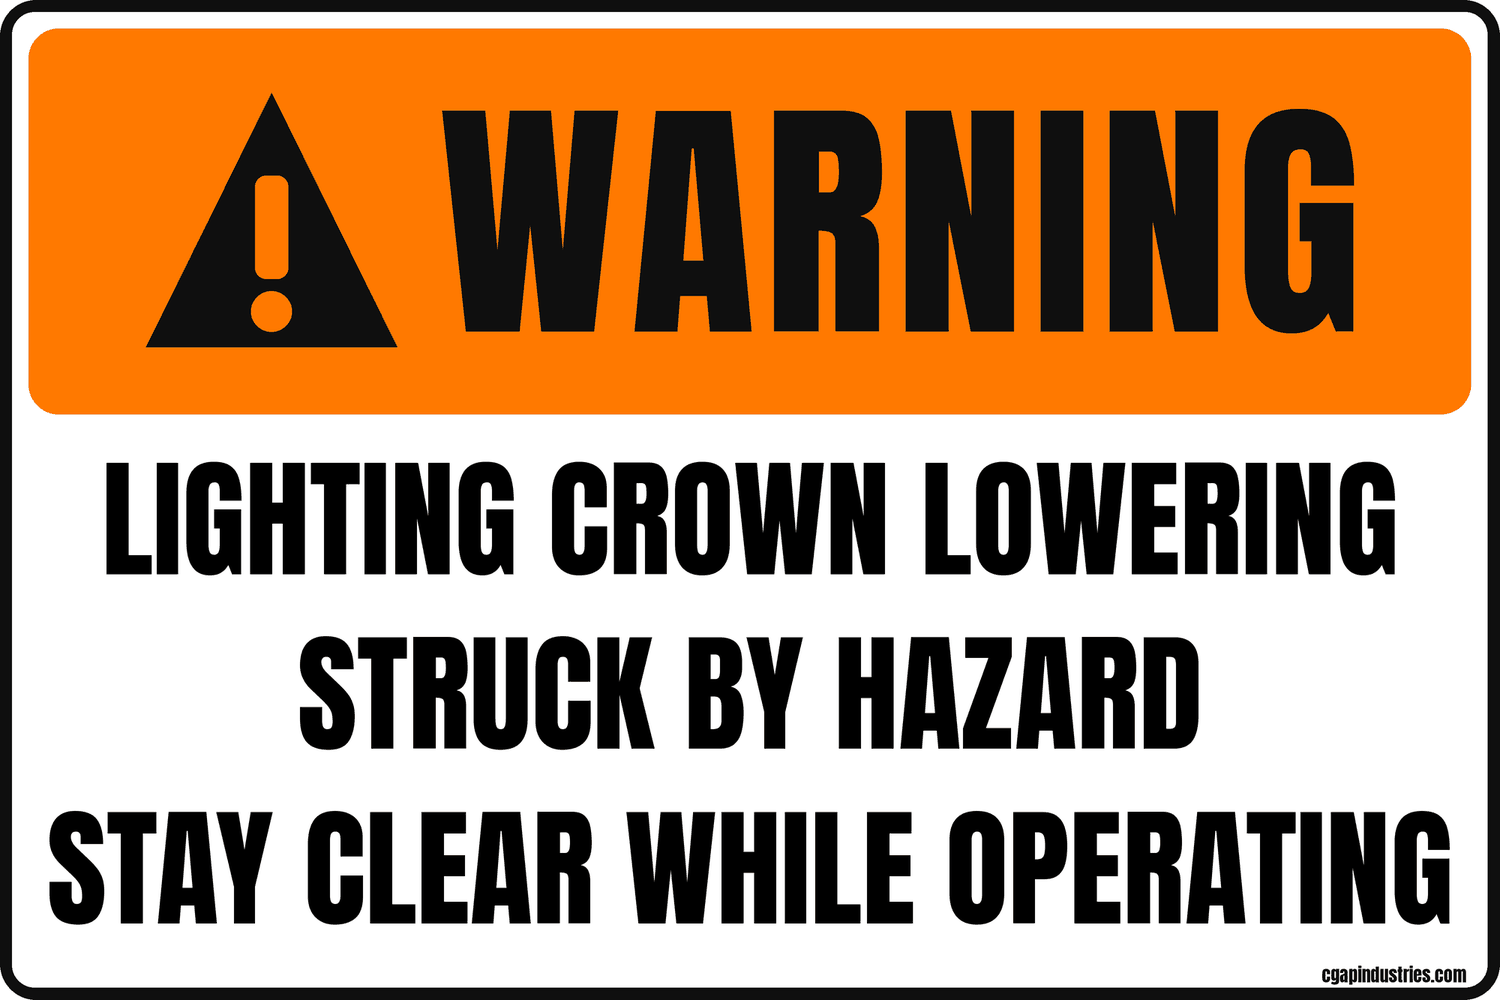 WARNING
LIGHTING CROWN LOWERING
STRUCK BY HAZARD
STAY CLEAR WHILE OPERATING
cgapindustries.com